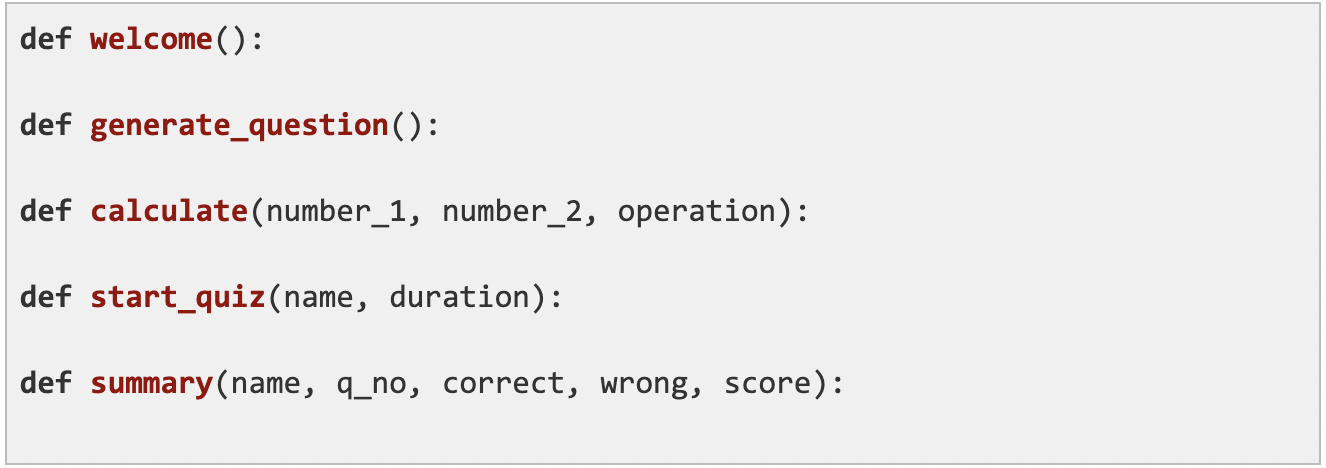 def welcome():
def generate_question():
def calculate(number_1, number_2, operation):
def start_quiz(name, duration):
def summary(name, q_no, correct, wrong, score):